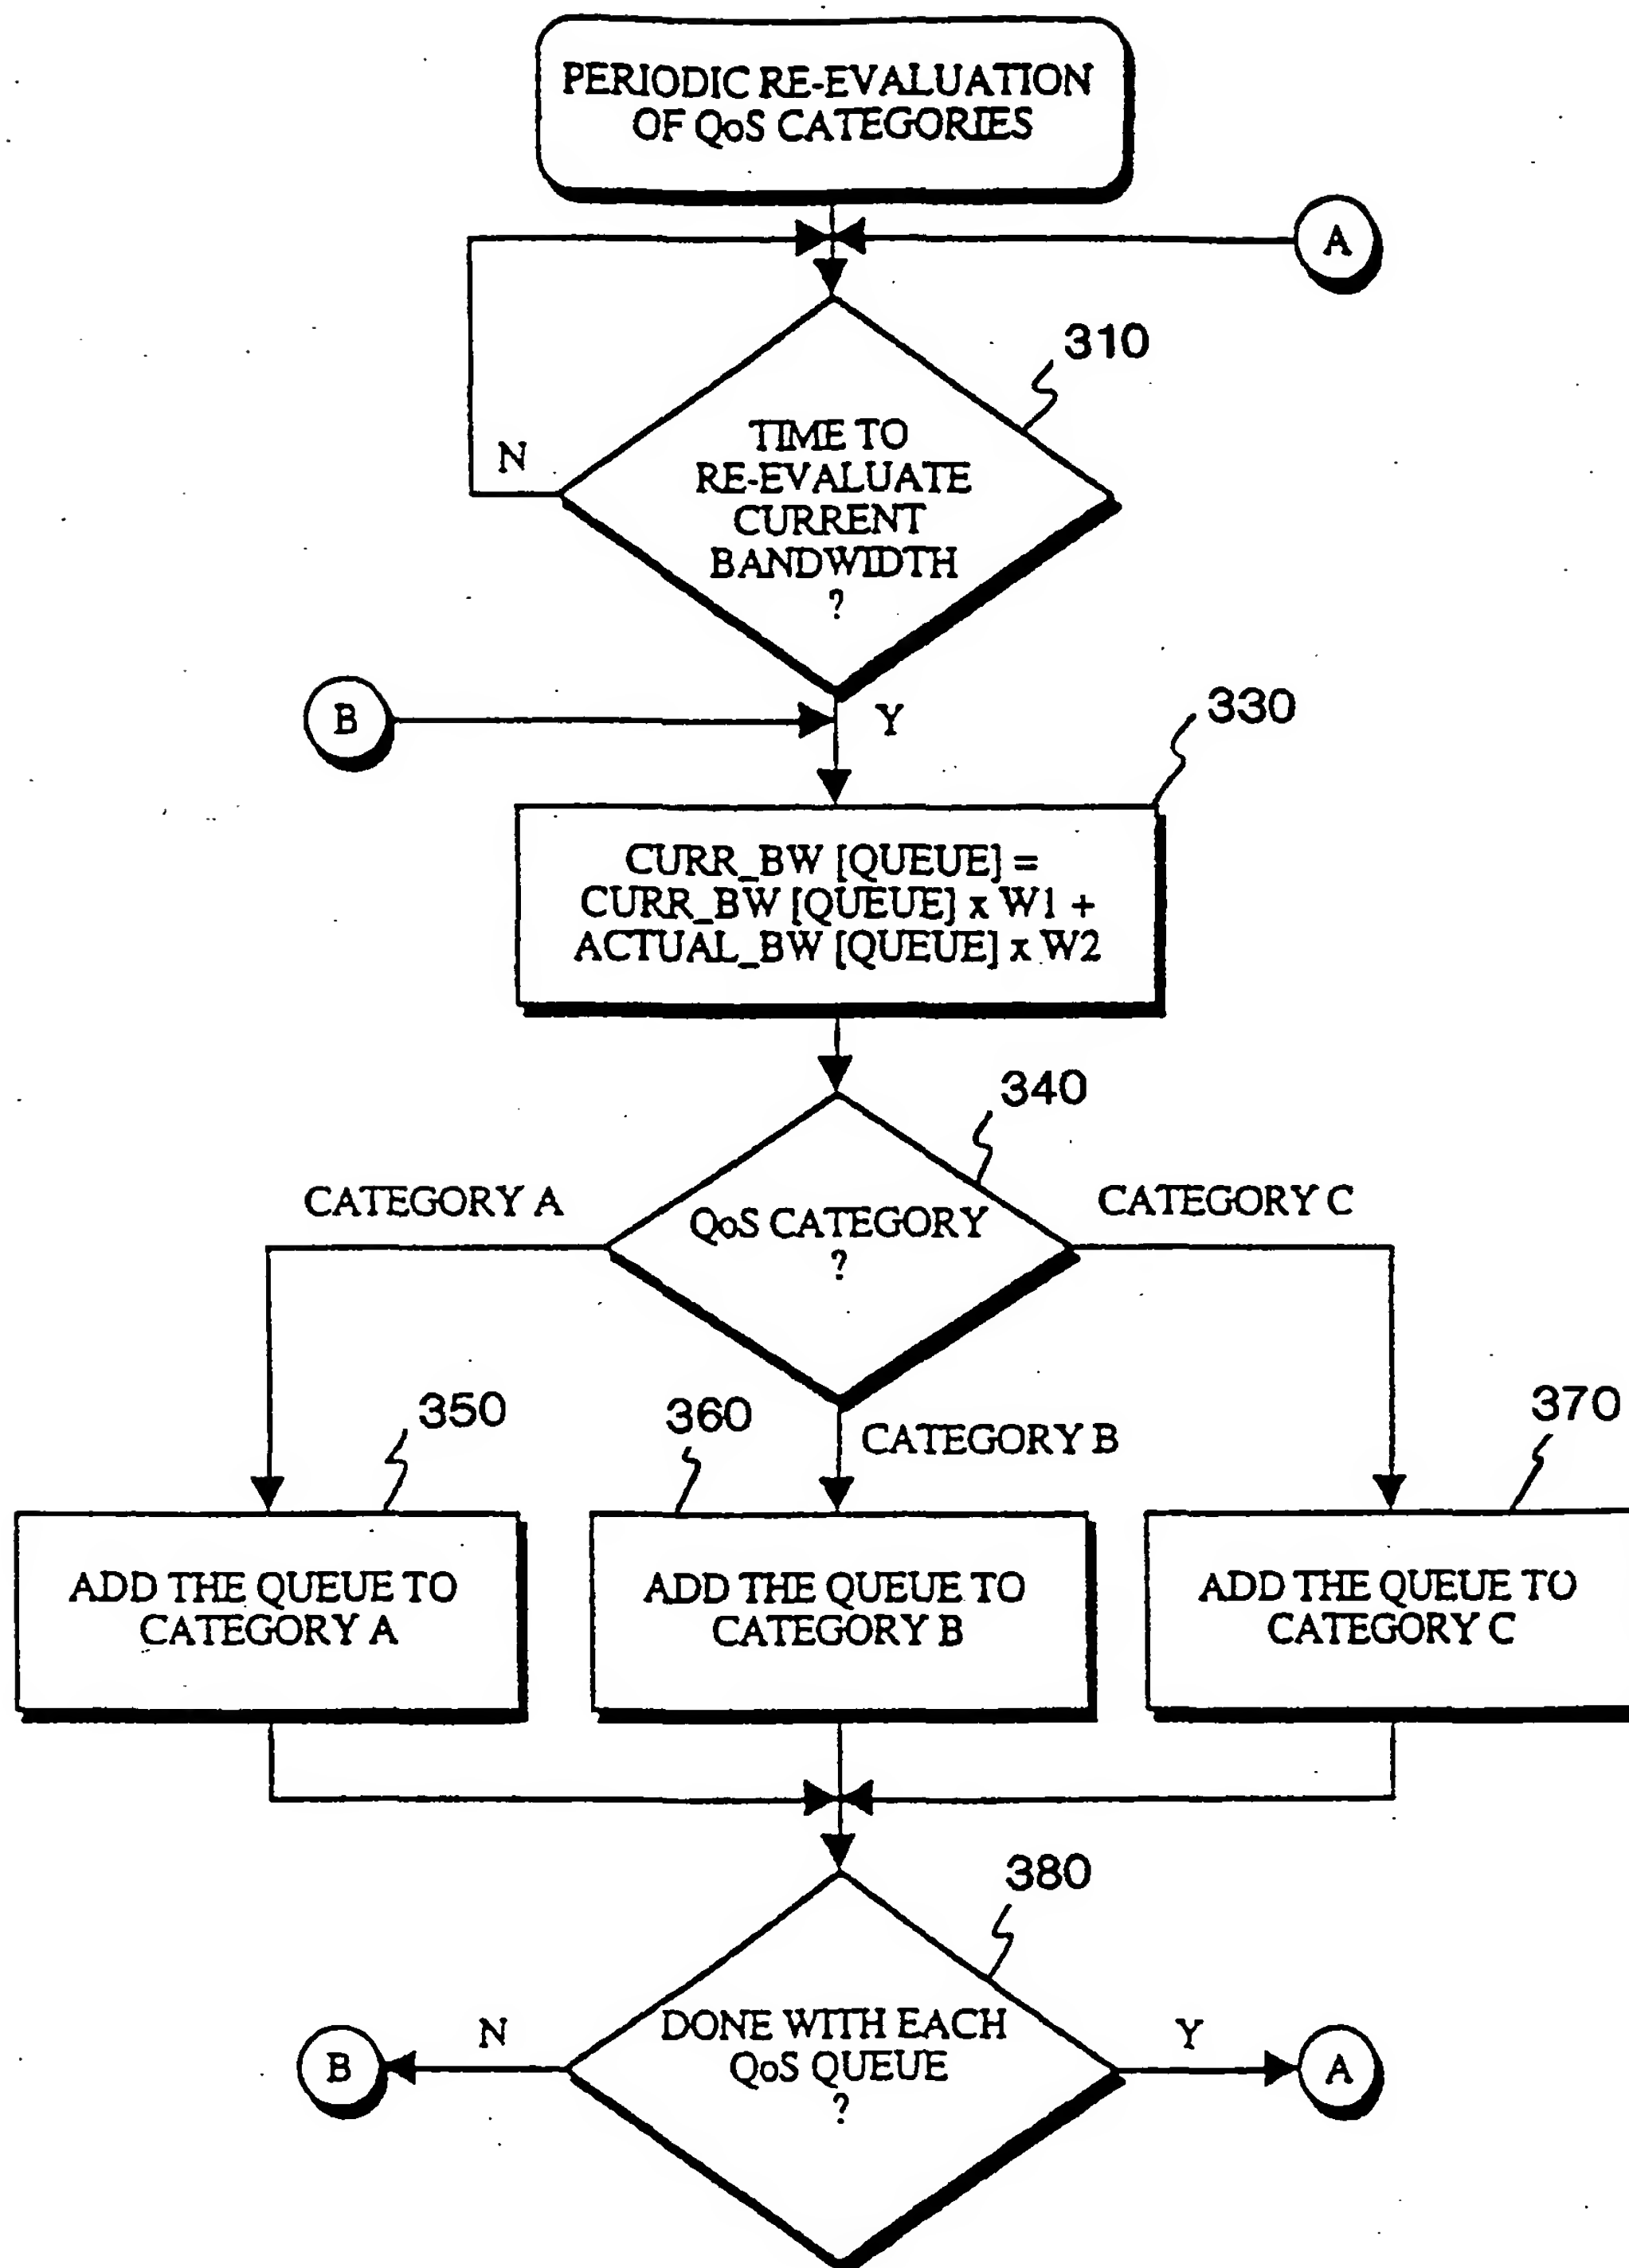 PERIODIC RE-EVALUATION
OF QoS CATEGORIES
A
310
TIME TO
RE-EVALUATE
CURRENT
BANDWIDTH
?
N
B
Y
330
CURR_BW [QUEUE] =
CURR_BW [QUEUE] x W1 +
ACTUAL_BW [QUEUE] x W2
340
CATEGORY A
QoS CATEGORY
?
CATEGORY C
350
360
CATEGORY B
370
ADD THE QUEUE TO
CATEGORY A
ADD THE QUEUE TO
CATEGORY B
ADD THE QUEUE TO
CATEGORY C
380
B
N
DONE WITH EACH
QoS QUEUE
?
Y
A